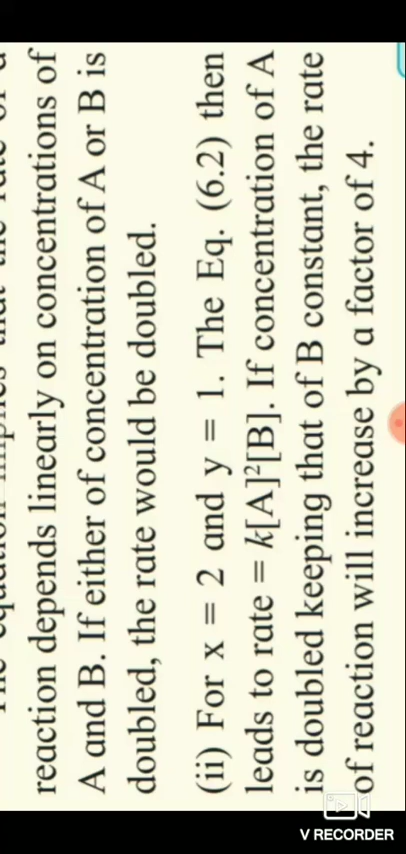 reaction depends linearly on concentrations of
A and B. If either of concentration of A or B is
doubled, the rate would be doubled.
(ii) For x = 2 and y = 1. The Eq. (6.2) then
leads to rate = k[A]²[B]. If concentration of A
is doubled keeping that of B constant, the rate
of reaction will increase by a factor of 4.
V RECORDER